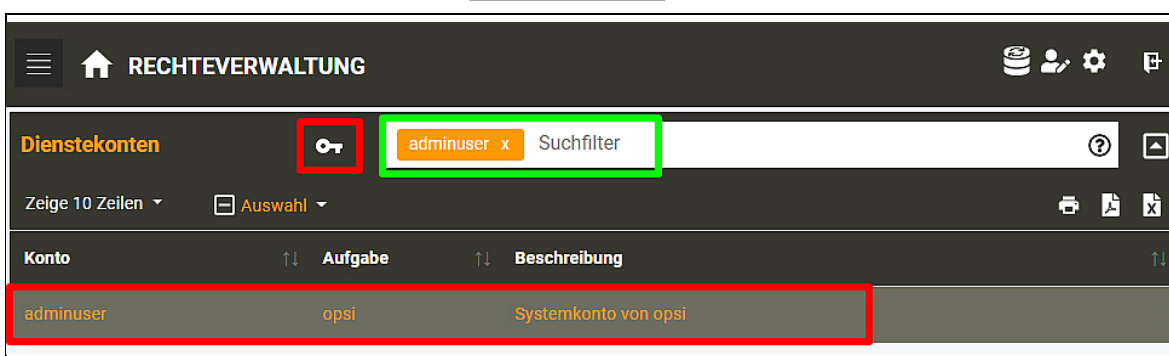 RECHTEVERWALTUNG
Dienstekonten adminuser x Suchfilter
Zeige 10 Zeilen Auswahl
Konto Aufgabe Beschreibung
adminuser opsi Systemkonto von opsi